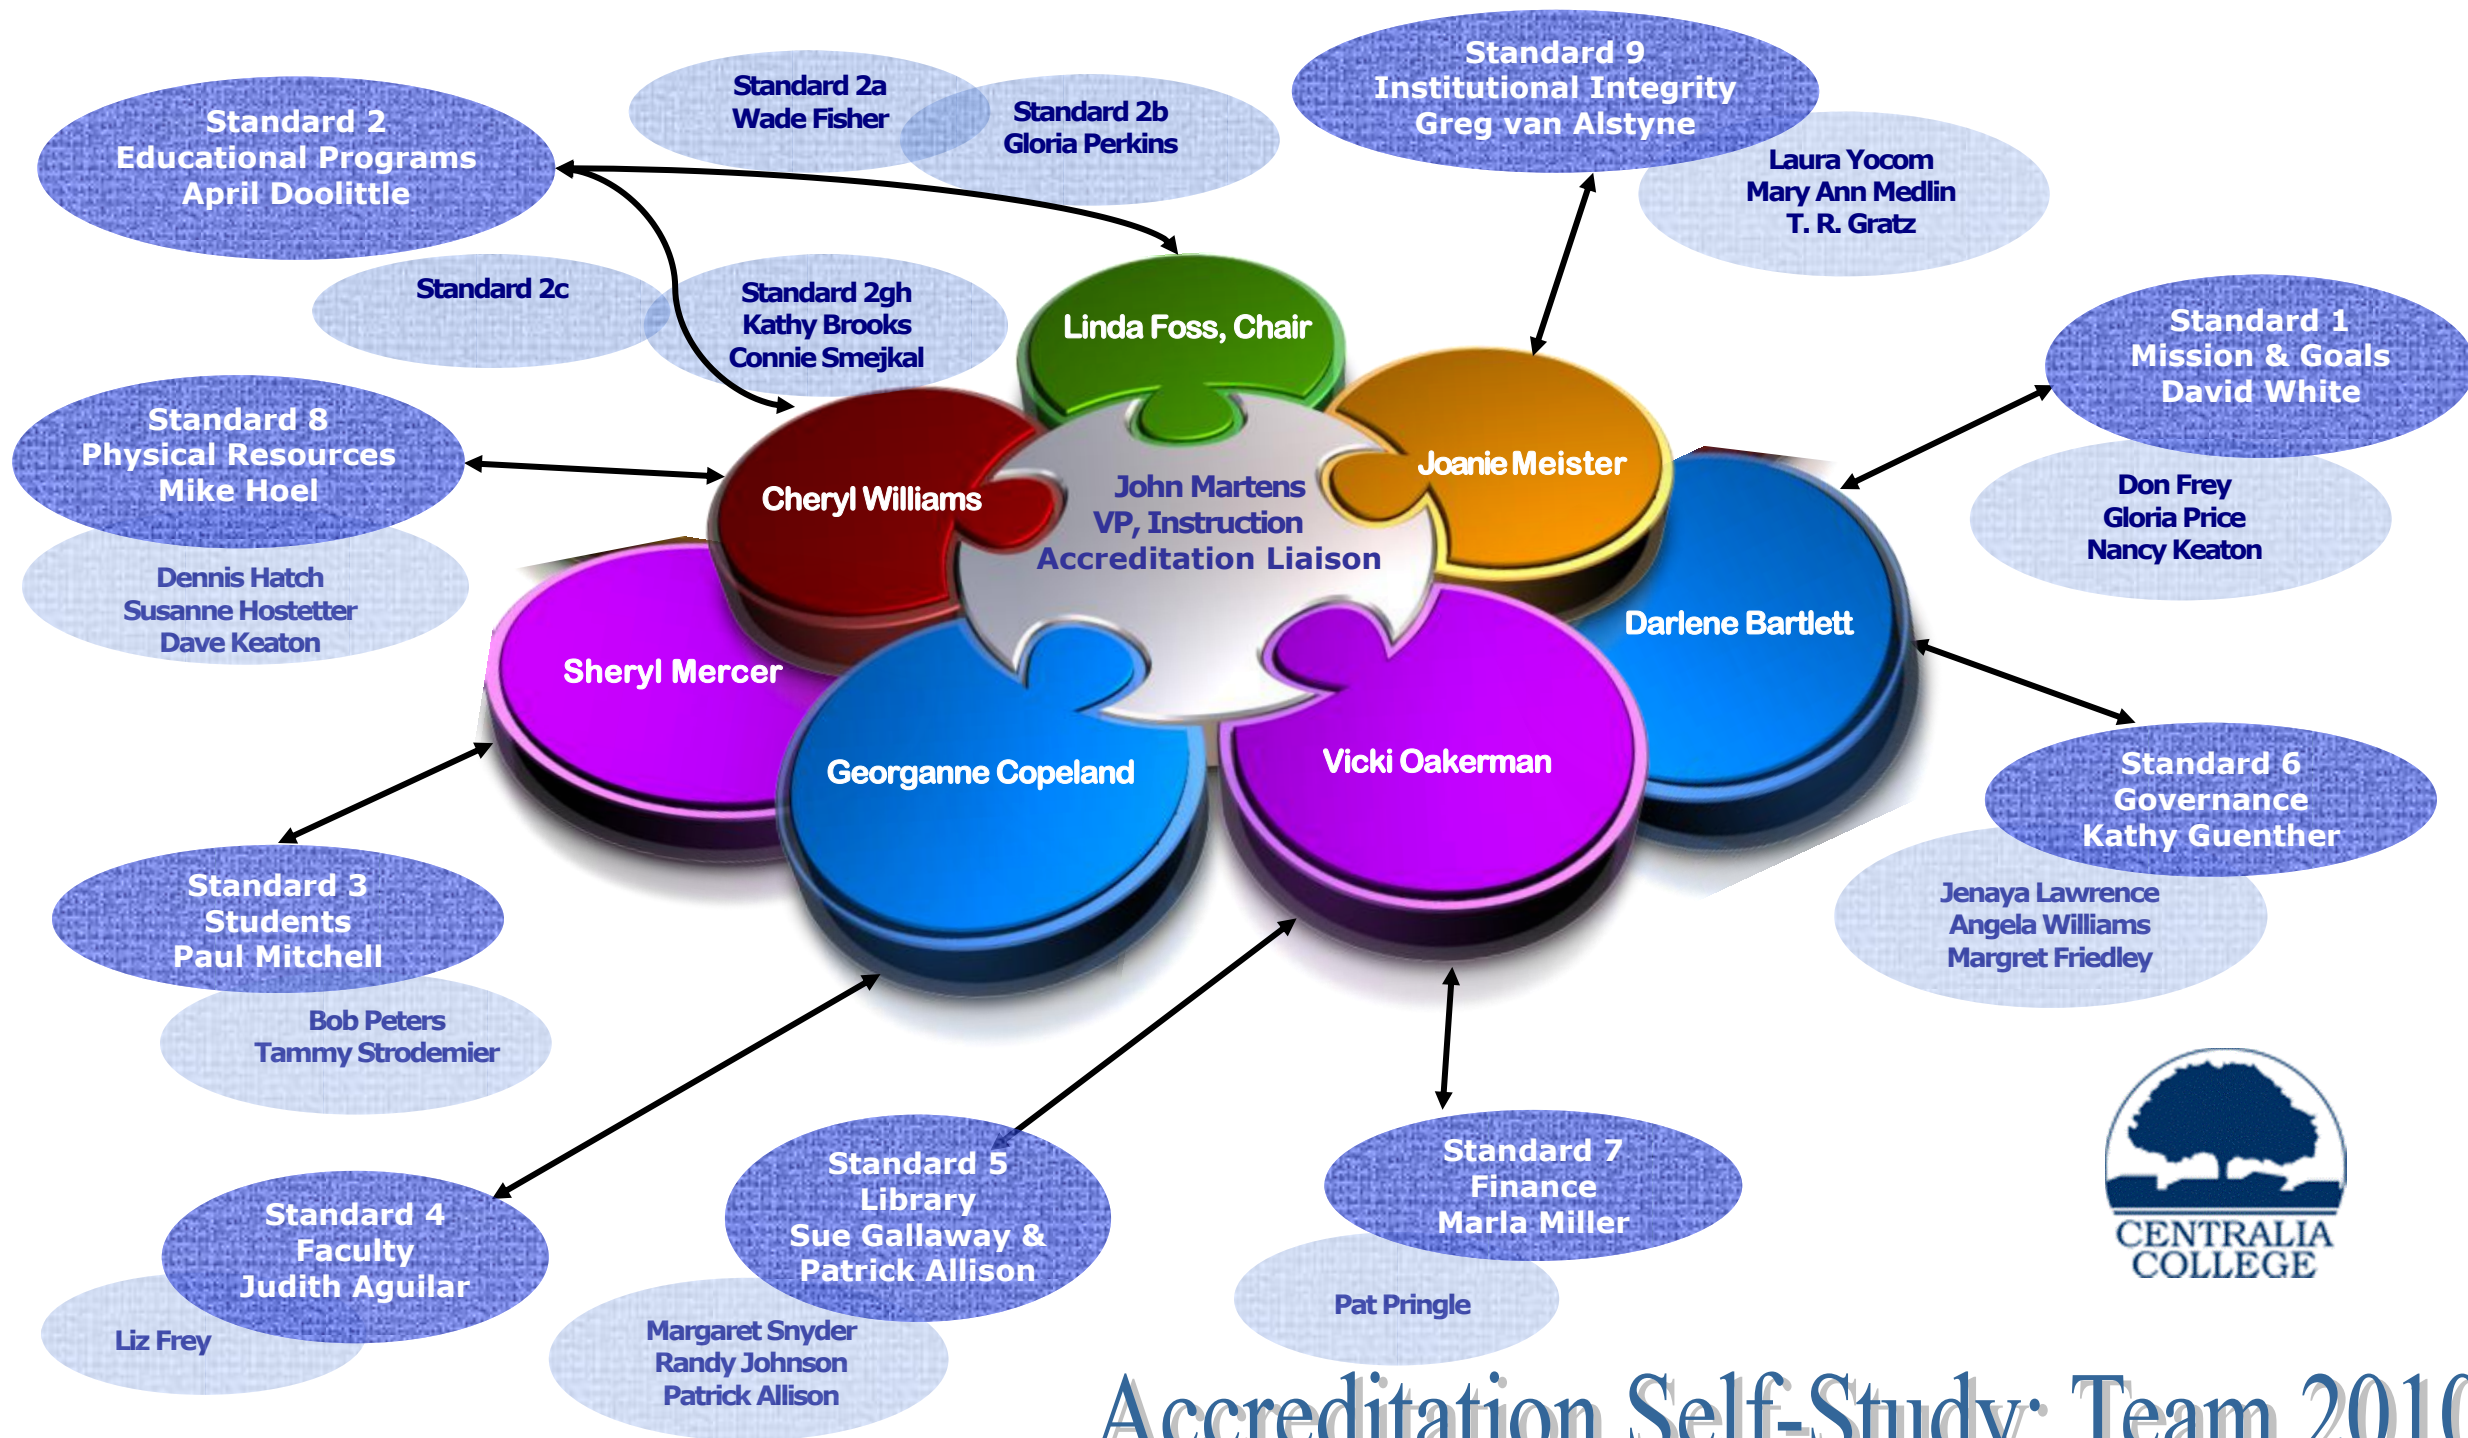 Standard 9
Institutional Integrity
Greg van Alstyne
Laura Yocom
Mary Ann Medlin
T. R. Gratz
Standard 2a
Wade Fisher
Standard 2b
Gloria Perkins
Standard 2
Educational Programs
April Doolittle
Standard 2c
Standard 2gh
Kathy Brooks
Connie Smejkal
Linda Foss, Chair
Standard 1
Mission & Goals
David White
Don Frey
Gloria Price
Nancy Keaton
Standard 8
Physical Resources
Mike Hoel
Dennis Hatch
Susanne Hostetter
Dave Keaton
Cheryl Williams
John Martens
VP, Instruction
Accreditation Liaison
Joanie Meister
Darlene Bartlett
Sheryl Mercer
Georganne Copeland
Vicki Oakerman
Standard 6
Governance
Kathy Guenther
Jenaya Lawrence
Angela Williams
Margret Friedley
Standard 3
Students
Paul Mitchell
Bob Peters
Tammy Strodemier
Standard 4
Faculty
Judith Aguilar
Liz Frey
Standard 5
Library
Sue Gallaway &
Patrick Allison
Margaret Snyder
Randy Johnson
Patrick Allison
Standard 7
Finance
Marla Miller
Pat Pringle
CENTRALIA
COLLEGE
Accreditation Self-Study: Team 2010